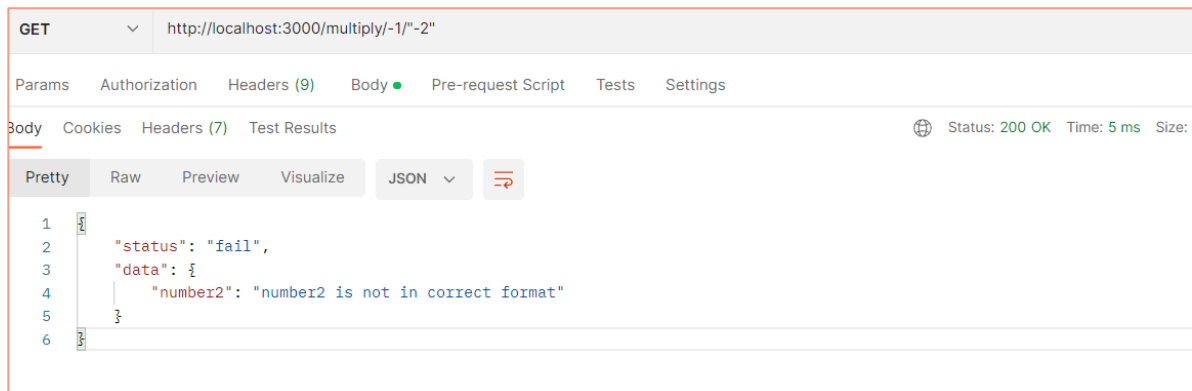 GET http://localhost:3000/multiply/-1/"-2"
Params Authorization Headers (9) Body Pre-request Script Tests Settings
Body Cookies Headers (7) Test Results Status: 200 OK Time: 5 ms Size:
Pretty Raw Preview Visualize JSON
1 {
2 "status": "fail",
3 "data": {
4 "number2": "number2 is not in correct format"
5 }
6 }